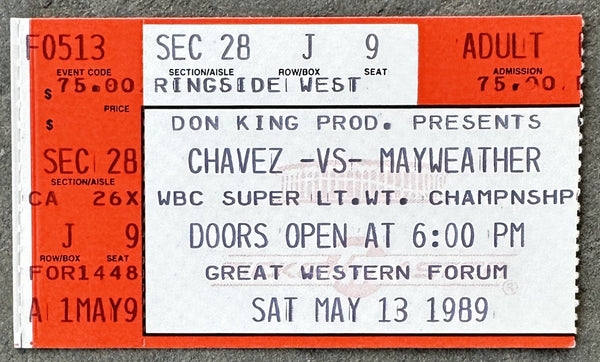 F0513 SEC 28 J 9 ADULT
EVENT CODE SECTION/AISLE ROW/BOX SEAT ADMISSION
$ 75.00 RINGSIDE WEST 75.00
PRICE
$ DON KING PROD. PRESENTS
SEC 28 CHAVEZ -VS- MAYWEATHER
SECTION/AISLE
CA 26X WBC SUPER LT.WT. CHAMPNSHP
J 9 DOORS OPEN AT 6:00 PM
ROW/BOX SEAT
FOR1448 GREAT WESTERN FORUM
®
A 1MAY9 SAT MAY 13 1989